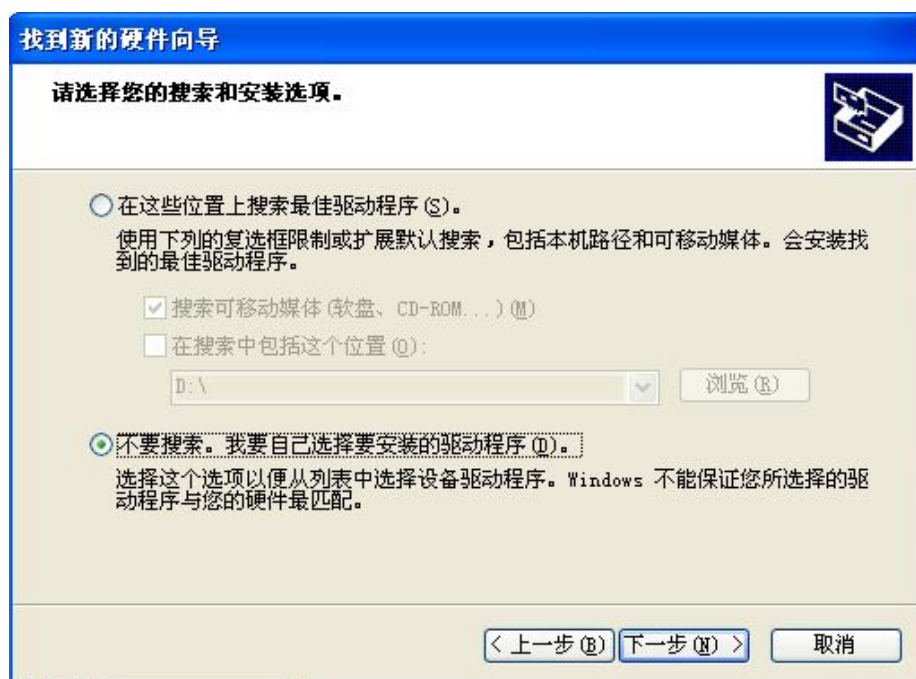 找到新的硬件向导
请选择您的搜索和安装选项。
在这些位置上搜索最佳驱动程序(S)。
使用下列的复选框限制或扩展默认搜索，包括本机路径和可移动媒体。会安装找
到的最佳驱动程序。
搜索可移动媒体(软盘、CD-ROM...)(M)
在搜索中包括这个位置(O):
D:\
浏览(R)
不要搜索。我要自己选择要安装的驱动程序(D)。
选择这个选项以便从列表中选择设备驱动程序。Windows 不能保证您所选择的驱
动程序与您的硬件最匹配。
< 上一步(B) 下一步(N) > 取消